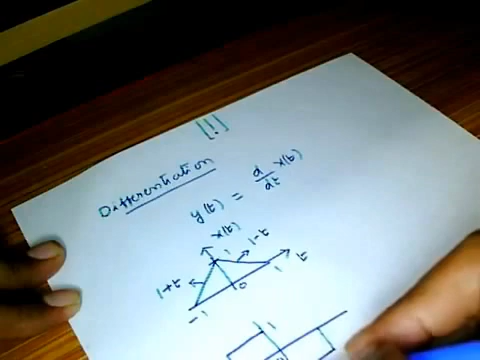 Differentiation
y(t) = d/dt x(t)
x(t)
1
1-t
t
1+t
-1
0
1
1